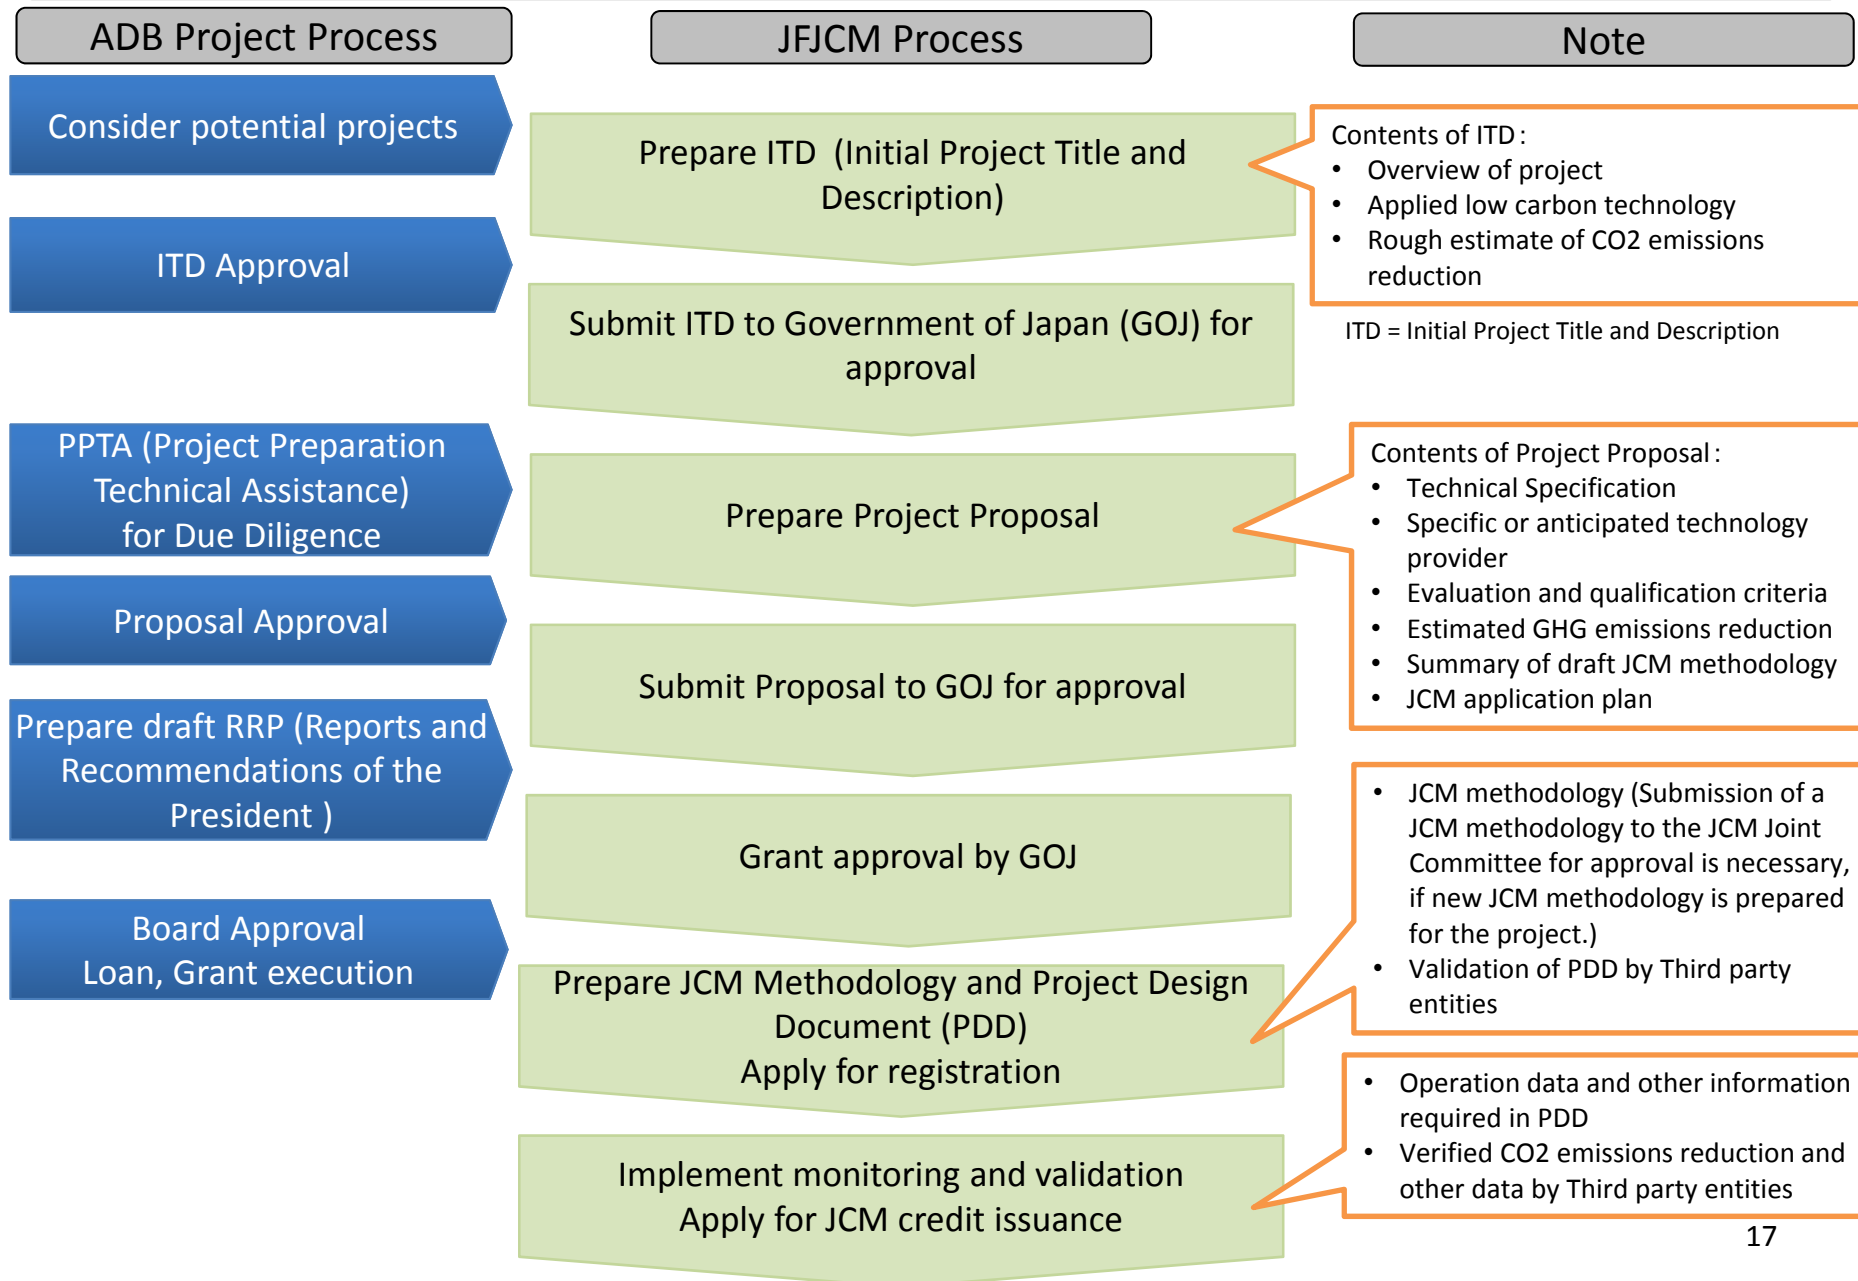 ADB Project Process
JFJCM Process
Note
Consider potential projects
ITD Approval
PPTA (Project Preparation
Technical Assistance)
for Due Diligence
Proposal Approval
Prepare draft RRP (Reports and
Recommendations of the
President )
Board Approval
Loan, Grant execution
Prepare ITD (Initial Project Title and
Description)
Submit ITD to Government of Japan (GOJ) for
approval
Prepare Project Proposal
Submit Proposal to GOJ for approval
Grant approval by GOJ
Prepare JCM Methodology and Project Design
Document (PDD)
Apply for registration
Implement monitoring and validation
Apply for JCM credit issuance
Contents of ITD :
• Overview of project
• Applied low carbon technology
• Rough estimate of CO2 emissions
reduction
ITD = Initial Project Title and Description
Contents of Project Proposal :
• Technical Specification
• Specific or anticipated technology
provider
• Evaluation and qualification criteria
• Estimated GHG emissions reduction
• Summary of draft JCM methodology
• JCM application plan
• JCM methodology (Submission of a
JCM methodology to the JCM Joint
Committee for approval is necessary,
if new JCM methodology is prepared
for the project.)
• Validation of PDD by Third party
entities
• Operation data and other information
required in PDD
• Verified CO2 emissions reduction and
other data by Third party entities
17